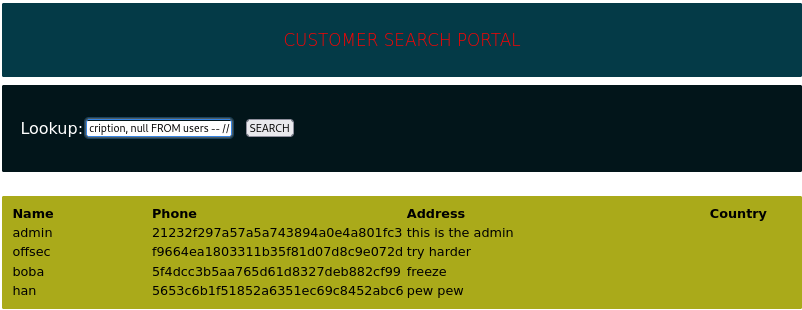 CUSTOMER SEARCH PORTAL
Lookup: cription, null FROM users -- // SEARCH
Name Phone Address Country
admin 21232f297a57a5a743894a0e4a801fc3 this is the admin
offsec f9664ea1803311b35f81d07d8c9e072d try harder
boba 5f4dcc3b5aa765d61d8327deb882cf99 freeze
han 5653c6b1f51852a6351ec69c8452abc6 pew pew